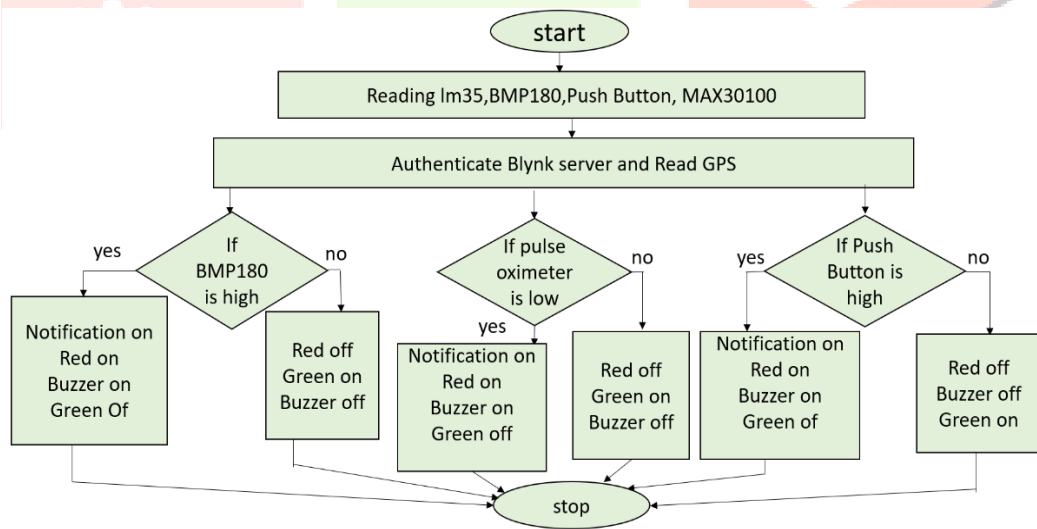 start
Reading lm35,BMP180,Push Button, MAX30100
Authenticate Blynk server and Read GPS
yes
If
BMP180
is high
no
Notification on
Red on
Buzzer on
Green Of
Red off
Green on
Buzzer off
If pulse
oximeter
is low
yes
no
Notification on
Red on
Buzzer on
Green off
Red off
Green on
Buzzer off
yes
If Push
Button is
high
no
Notification on
Red on
Buzzer on
Green of
Red off
Buzzer off
Green on
stop